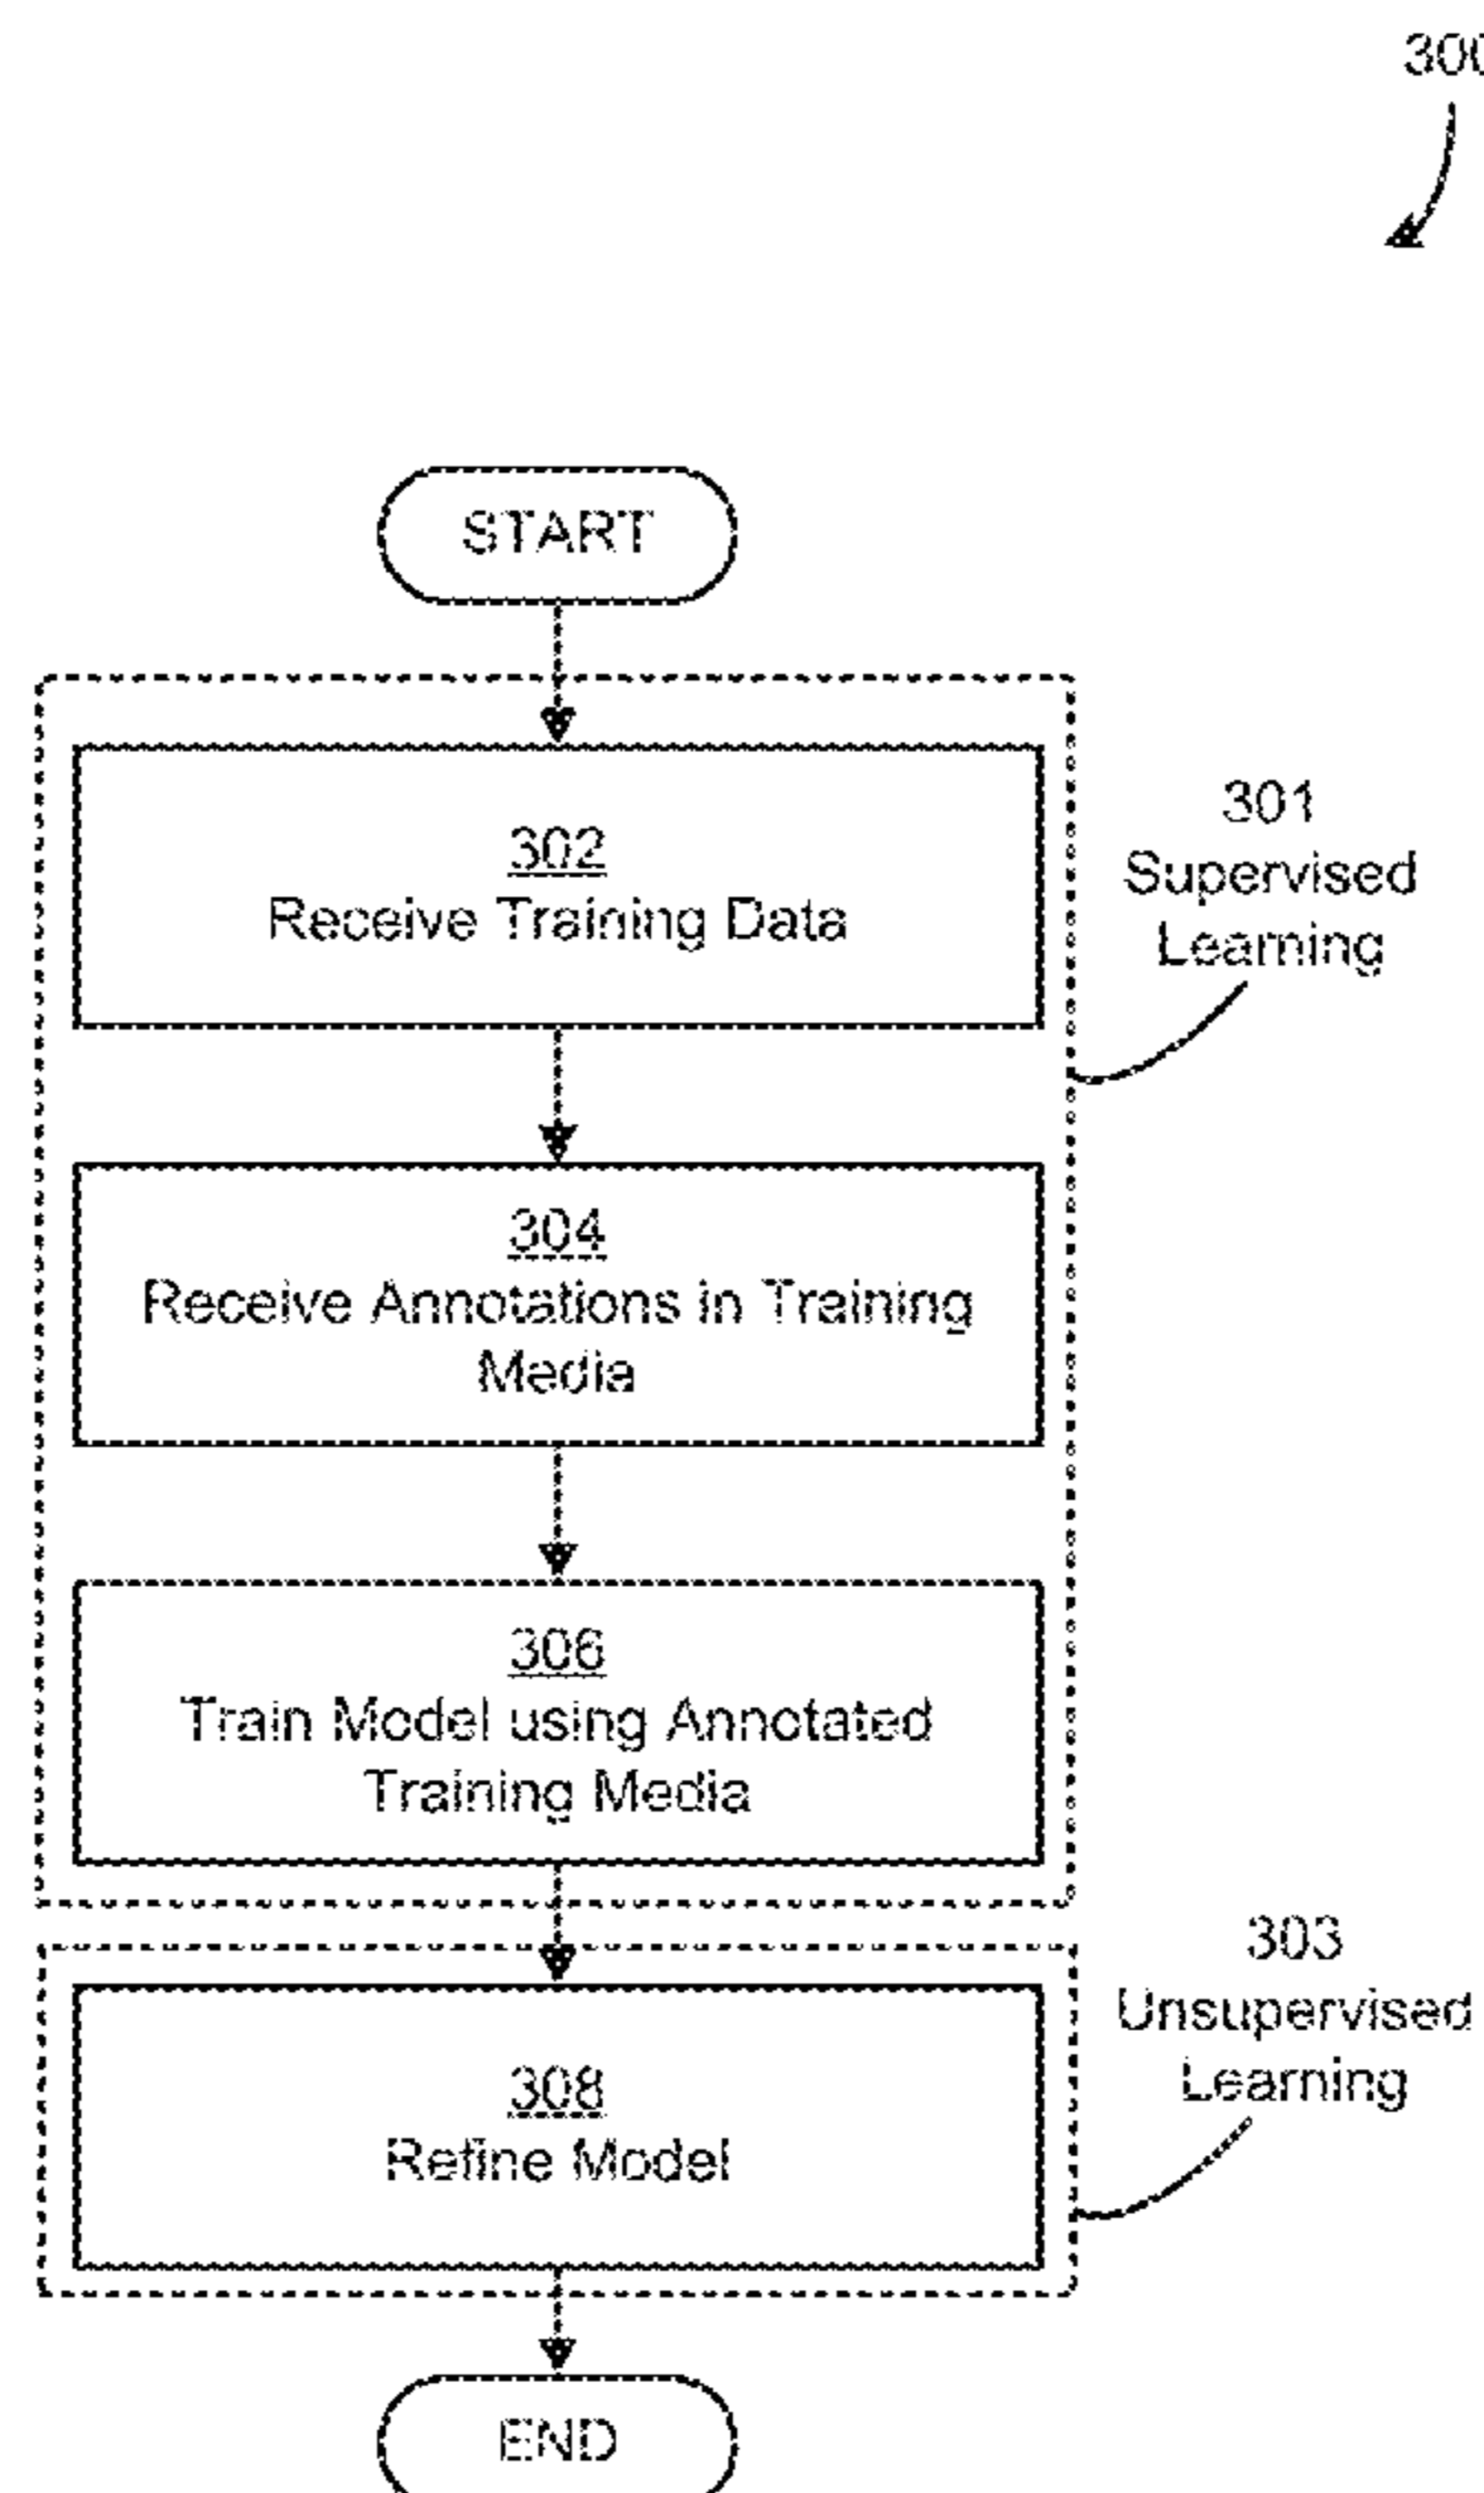 300
START
302
Receive Training Data
301
Supervised
Learning
304
Receive Annotations in Training
Media
306
Train Model using Annotated
Training Media
303
Unsupervised
Learning
308
Refine Model
END